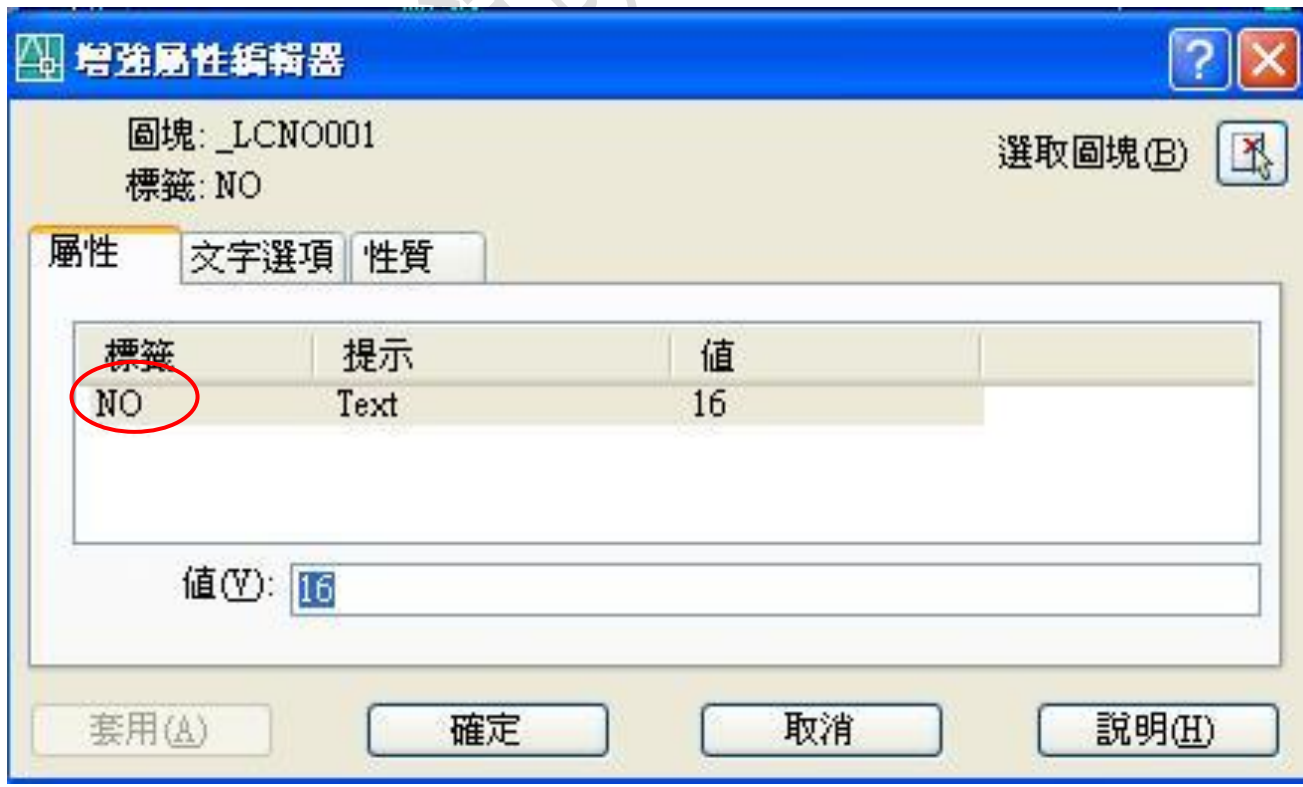 增強屬性編輯器
圖塊: _LCNO001
選取圖塊(B)
標籤: NO
屬性 文字選項 性質
標籤 提示 值
NO Text 16
值(V): 16
套用(A) 確定 取消 說明(H)